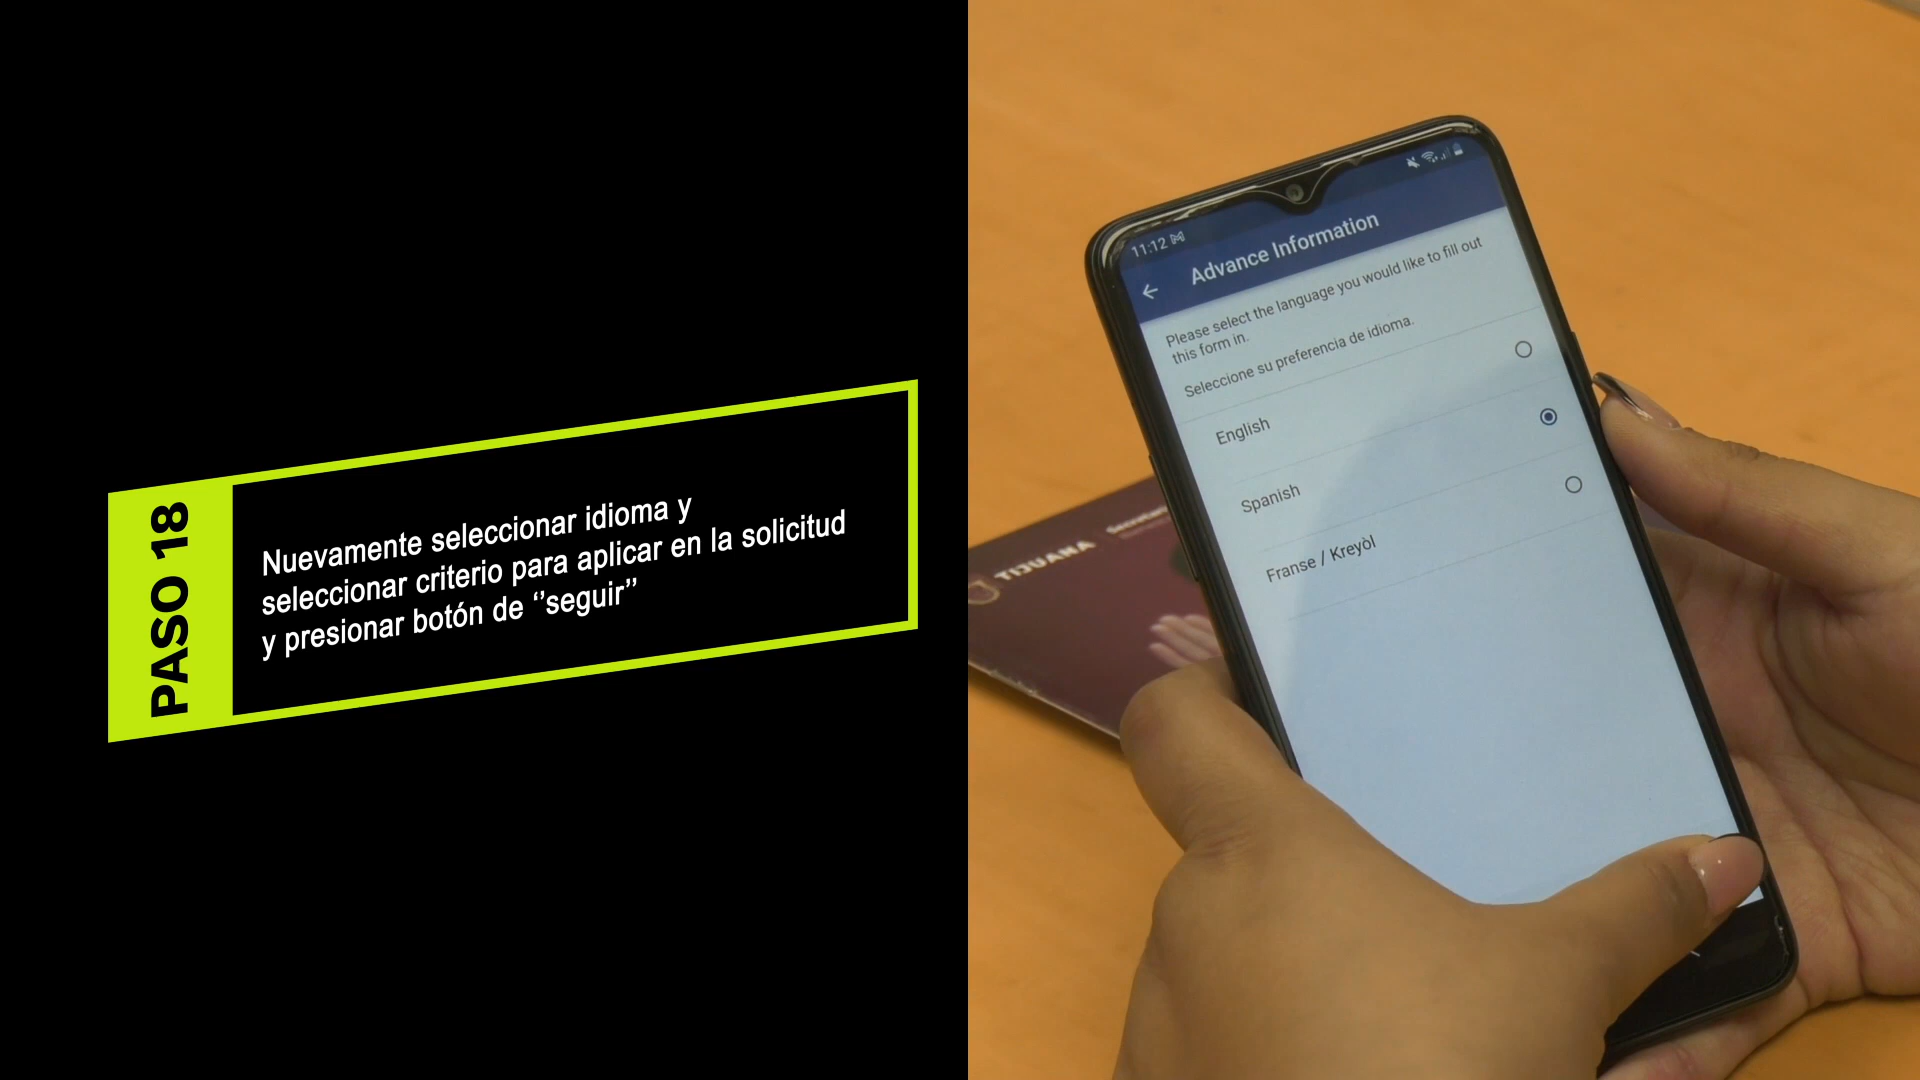 PASO 18
Nuevamente seleccionar idioma y
seleccionar criterio para aplicar en la solicitud
y presionar botón de ‘’seguir’’
11:12
Advance Information
Please select the language you would like to fill out
this form in.
Seleccione su preferencia de idioma.
English
Spanish
Franse / Kreyòl
TIJUANA